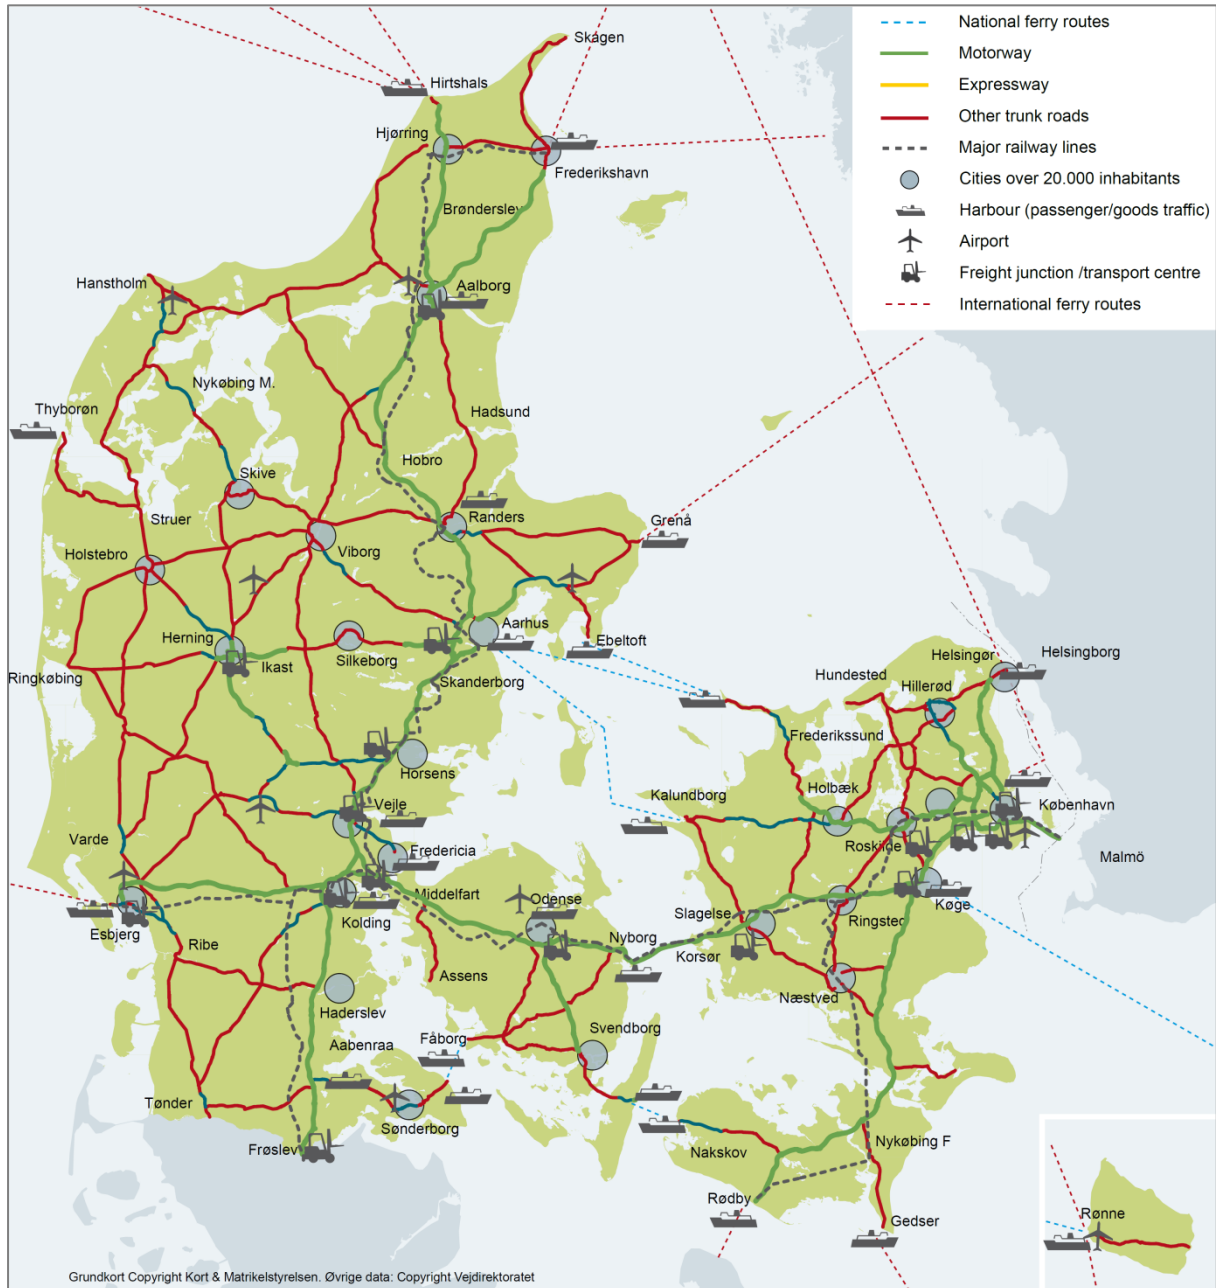 National ferry routes
Motorway
Expressway
Other trunk roads
Major railway lines
Cities over 20.000 inhabitants
Harbour (passenger/goods traffic)
Airport
Freight junction /transport centre
International ferry routes
Skagen
Hirtshals
Hjørring
Frederikshavn
Brønderslev
Hanstholm
Aalborg
Nykøbing M.
Thyborøn
Hadsund
Hobro
Skive
Struer
Randers
Grenå
Holstebro
Viborg
Herning
Ikast
Silkeborg
Aarhus
Ebeltoft
Ringkøbing
Skanderborg
Helsingør
Helsingborg
Hundested
Hillerød
Frederikssund
Horsens
Kalundborg
Holbæk
København
Vejle
Varde
Roskilde
Malmö
Fredericia
Middelfart
Odense
Kolding
Slagelse
Ringsted
Køge
Esbjerg
Ribe
Nyborg
Korsør
Assens
Haderslev
Næstved
Svendborg
Aabenraa
Fåborg
Tønder
Sønderborg
Frøslev
Nakskov
Nykøbing F
Rødby
Gedser
Rønne
Grundkort Copyright Kort & Matrikelstyrelsen. Øvrige data: Copyright Vejdirektoratet